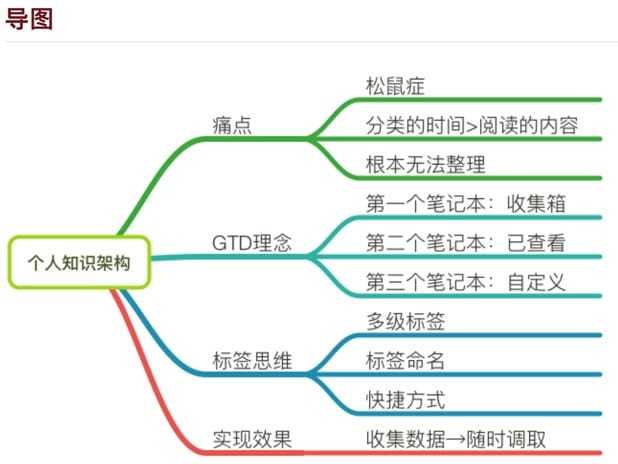 导图
个人知识架构
痛点
松鼠症
分类的时间>阅读的内容
根本无法整理
GTD理念
第一个笔记本：收集箱
第二个笔记本：已查看
第三个笔记本：自定义
标签思维
多级标签
标签命名
快捷方式
实现效果
收集数据→随时调取